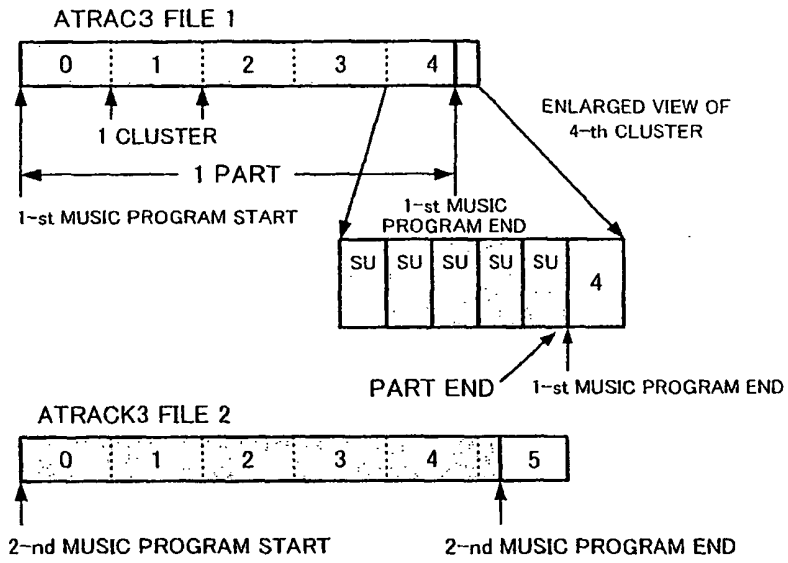 ATRAC3 FILE 1
0 1 2 3 4
ENLARGED VIEW OF
4-th CLUSTER
1 CLUSTER
1 PART
1-st MUSIC PROGRAM START
1-st MUSIC
PROGRAM END
SU SU SU SU SU
4
PART END
1-st MUSIC PROGRAM END
ATRACK3 FILE 2
0 1 2 3 4 5
2-nd MUSIC PROGRAM START
2-nd MUSIC PROGRAM END